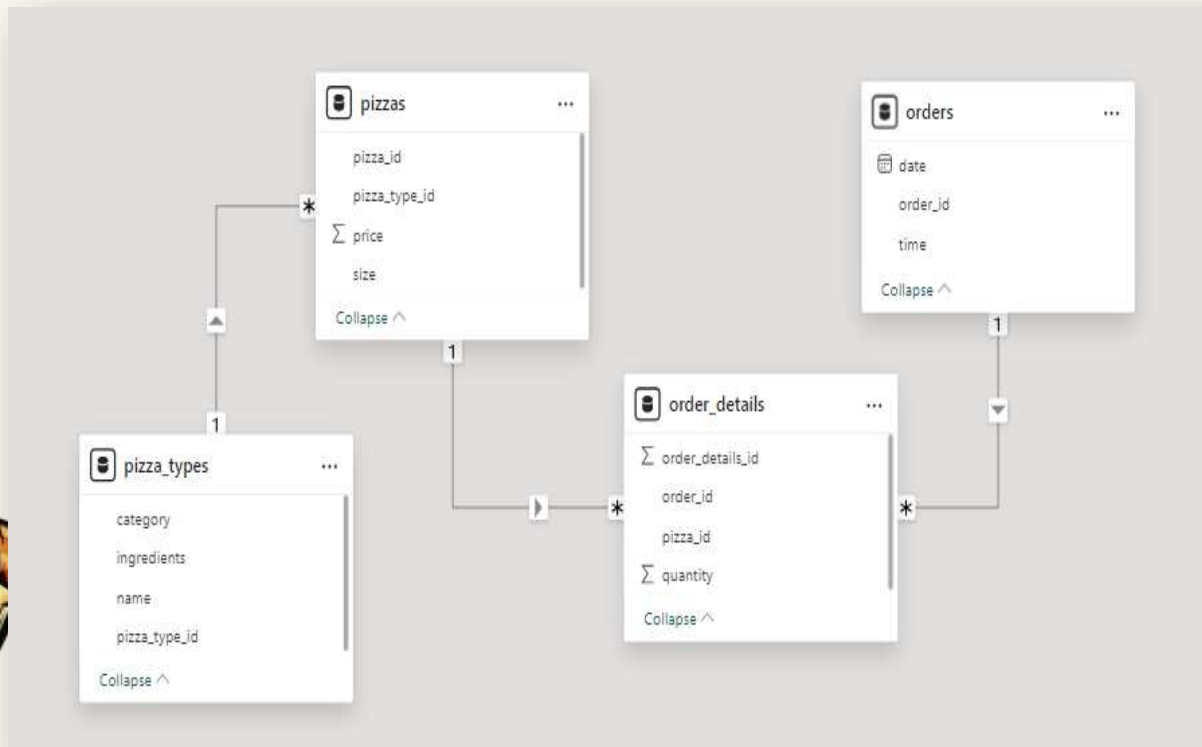 pizzas
...
pizza_id
pizza_type_id
Σ price
size
Collapse
orders
...
date
order_id
time
Collapse
*
1
1
1
pizza_types
...
category
ingredients
name
pizza_type_id
Collapse
order_details
...
Σ order_details_id
order_id
pizza_id
Σ quantity
Collapse
*
*